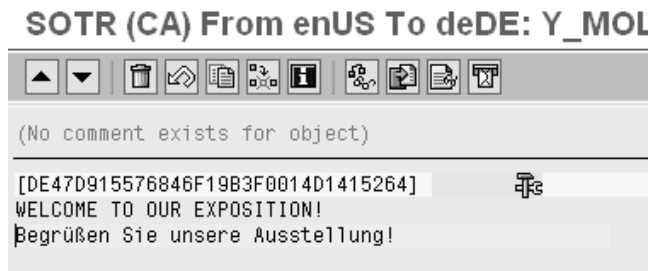 SOTR (CA) From enUS To deDE: Y_MOL
(No comment exists for object)
[DE47D915576846F19B3F0014D1415264]
WELCOME TO OUR EXPOSITION!
Begrüßen Sie unsere Ausstellung!